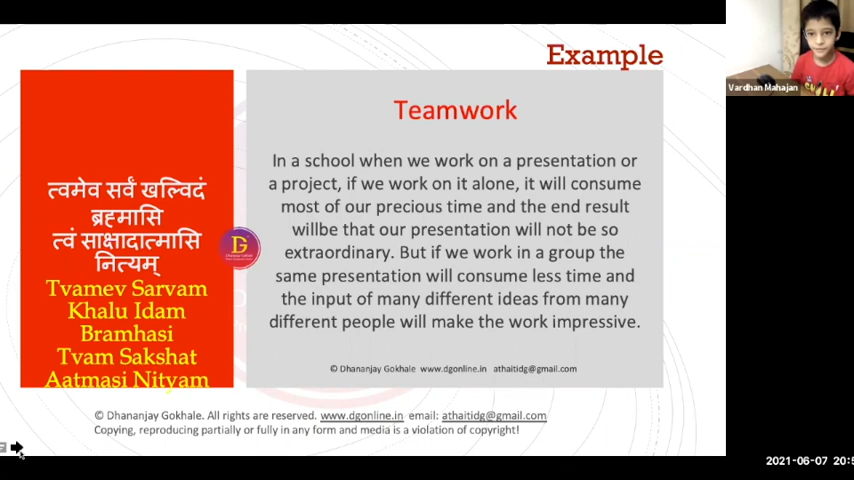 Example
त्वमेव सर्वं खल्विदं
ब्रह्मासि
त्वं साक्षादात्मासि
नित्यम्
Tvamev Sarvam
Khalu Idam
Bramhasi
Tvam Sakshat
Aatmasi Nityam
Teamwork
In a school when we work on a presentation or
a project, if we work on it alone, it will consume
most of our precious time and the end result
willbe that our presentation will not be so
extraordinary. But if we work in a group the
same presentation will consume less time and
the input of many different ideas from many
different people will make the work impressive.
© Dhananjay Gokhale www.dgonline.in athaitidg@gmail.com
© Dhananjay Gokhale. All rights are reserved. www.dgonline.in email: athaitidg@gmail.com
Copying, reproducing partially or fully in any form and media is a violation of copyright!
Vardhan Mahajan
2021-06-07 20:5